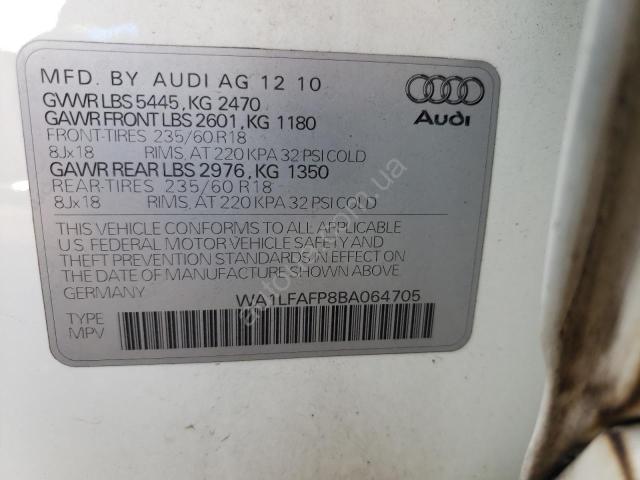 MFD. BY AUDI AG 12 10
GVWR LBS 5445, KG 2470
GAWR FRONT LBS 2601, KG 1180
FRONT-TIRES 235/60 R18
8Jx18 RIMS, AT 220 KPA 32 PSI COLD
GAWR REAR LBS 2976, KG 1350
REAR-TIRES 235/60 R18
8Jx18 RIMS, AT 220 KPA 32 PSI COLD
THIS VEHICLE CONFORMS TO ALL APPLICABLE
U.S. FEDERAL MOTOR VEHICLE SAFETY AND
THEFT PREVENTION STANDARDS IN EFFECT ON
THE DATE OF MANUFACTURE SHOWN ABOVE.
GERMANY WA1LFAFP8BA064705
TYPE
MPV
Audi